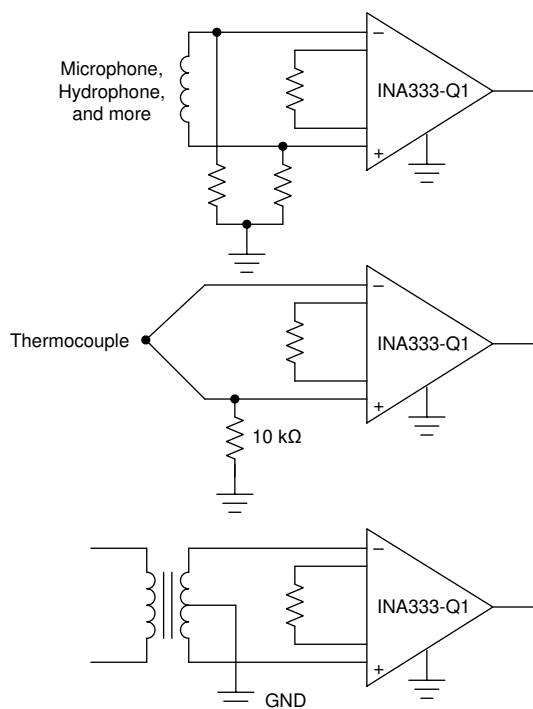 Microphone,
Hydrophone,
and more
−
INA333-Q1
+
Thermocouple
−
INA333-Q1
+
10 kΩ
−
INA333-Q1
+
GND